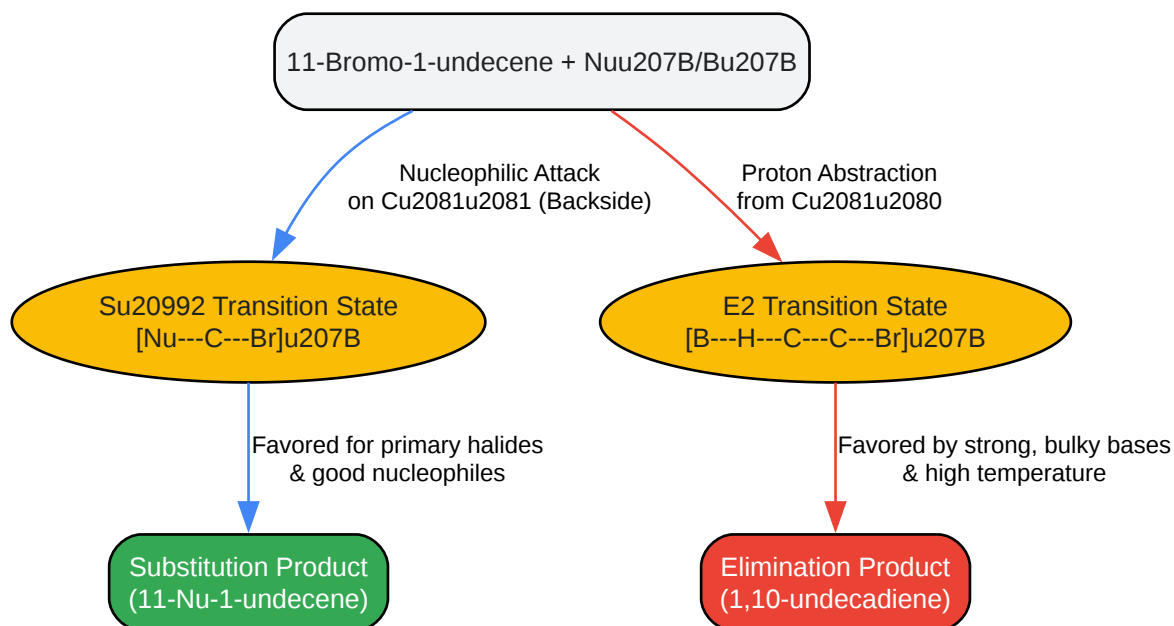 11-Bromo-1-undecene + Nuu207B/Bu207B
Nucleophilic Attack
on Cu2081u2081 (Backside)
Proton Abstraction
from Cu2081u2080
Su20992 Transition State
[Nu---C---Br]u207B
E2 Transition State
[B---H---C---C---Br]u207B
Favored for primary halides
& good nucleophiles
Favored by strong, bulky bases
& high temperature
Substitution Product
(11-Nu-1-undecene)
Elimination Product
(1,10-undecadiene)